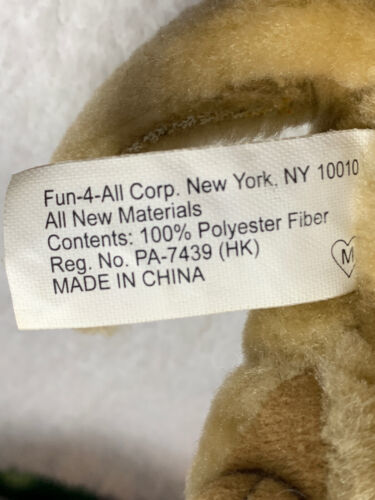 Fun-4-All Corp. New York, NY 10010
All New Materials
Contents: 100% Polyester Fiber
Reg. No. PA-7439 (HK)
MADE IN CHINA
M